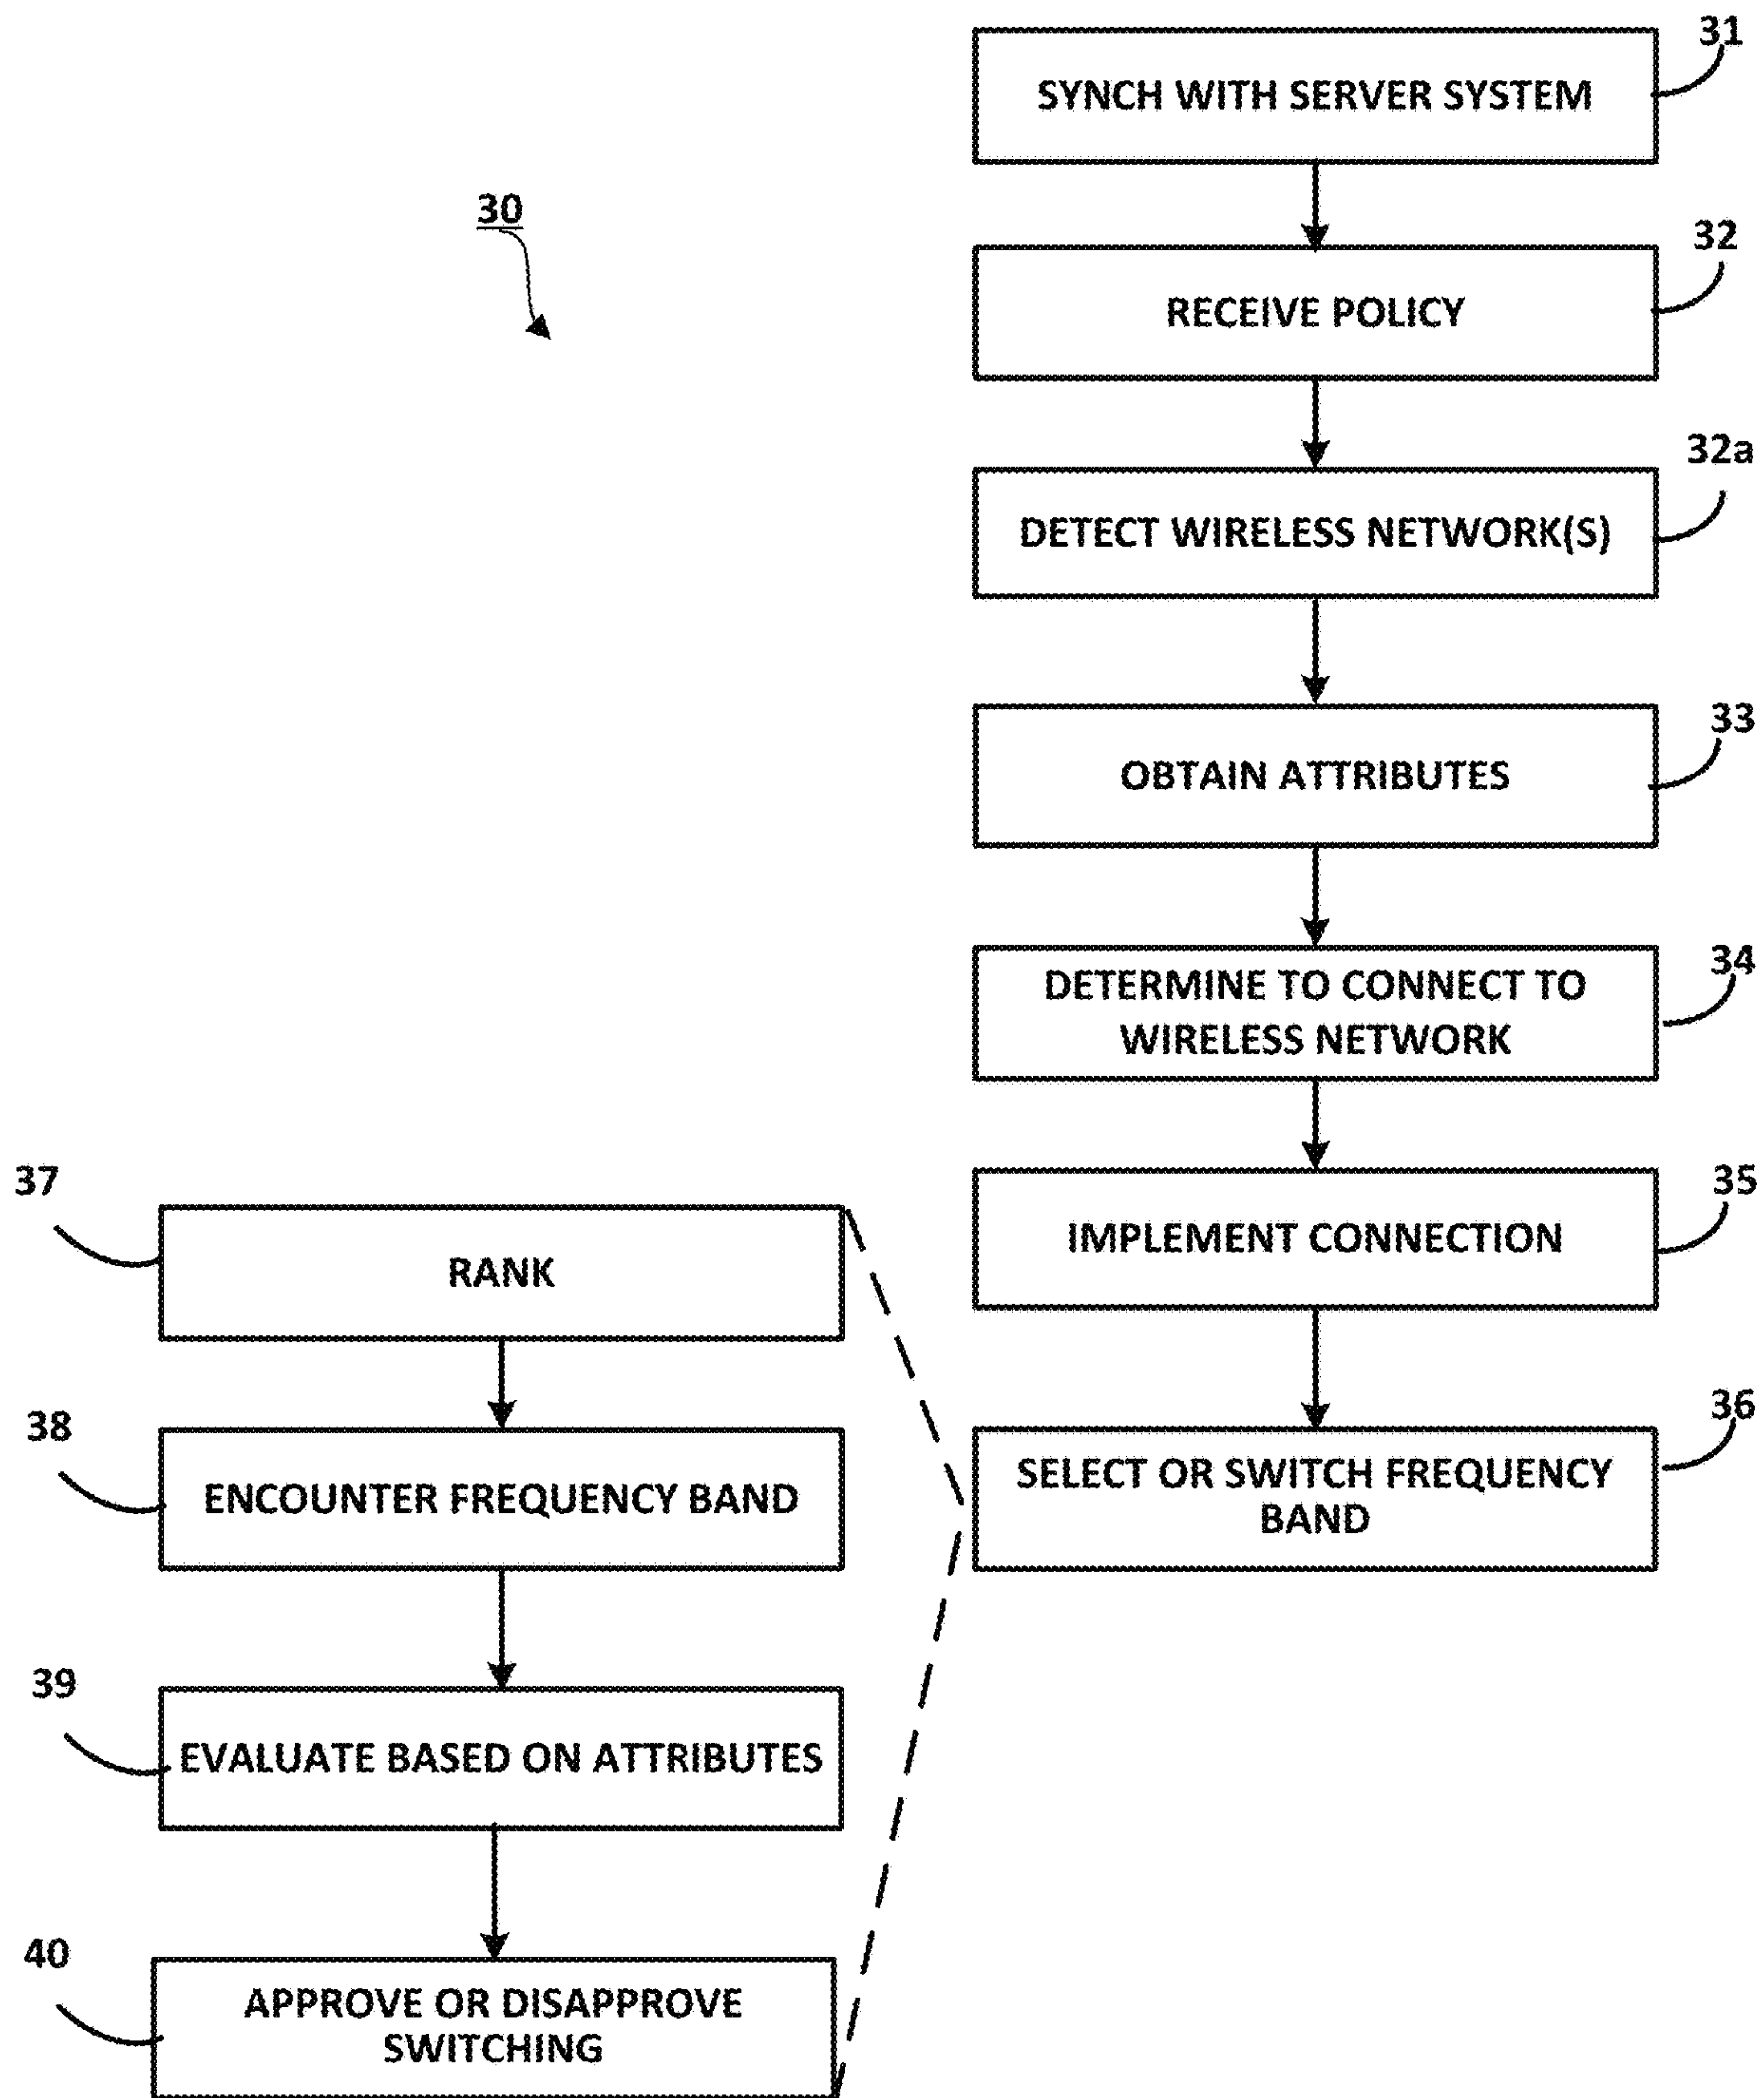 31
SYNCH WITH SERVER SYSTEM
30
32
RECEIVE POLICY
32a
DETECT WIRELESS NETWORK(S)
33
OBTAIN ATTRIBUTES
34
DETERMINE TO CONNECT TO
WIRELESS NETWORK
35
IMPLEMENT CONNECTION
36
SELECT OR SWITCH FREQUENCY
BAND
37
RANK
38
ENCOUNTER FREQUENCY BAND
39
EVALUATE BASED ON ATTRIBUTES
40
APPROVE OR DISAPPROVE
SWITCHING